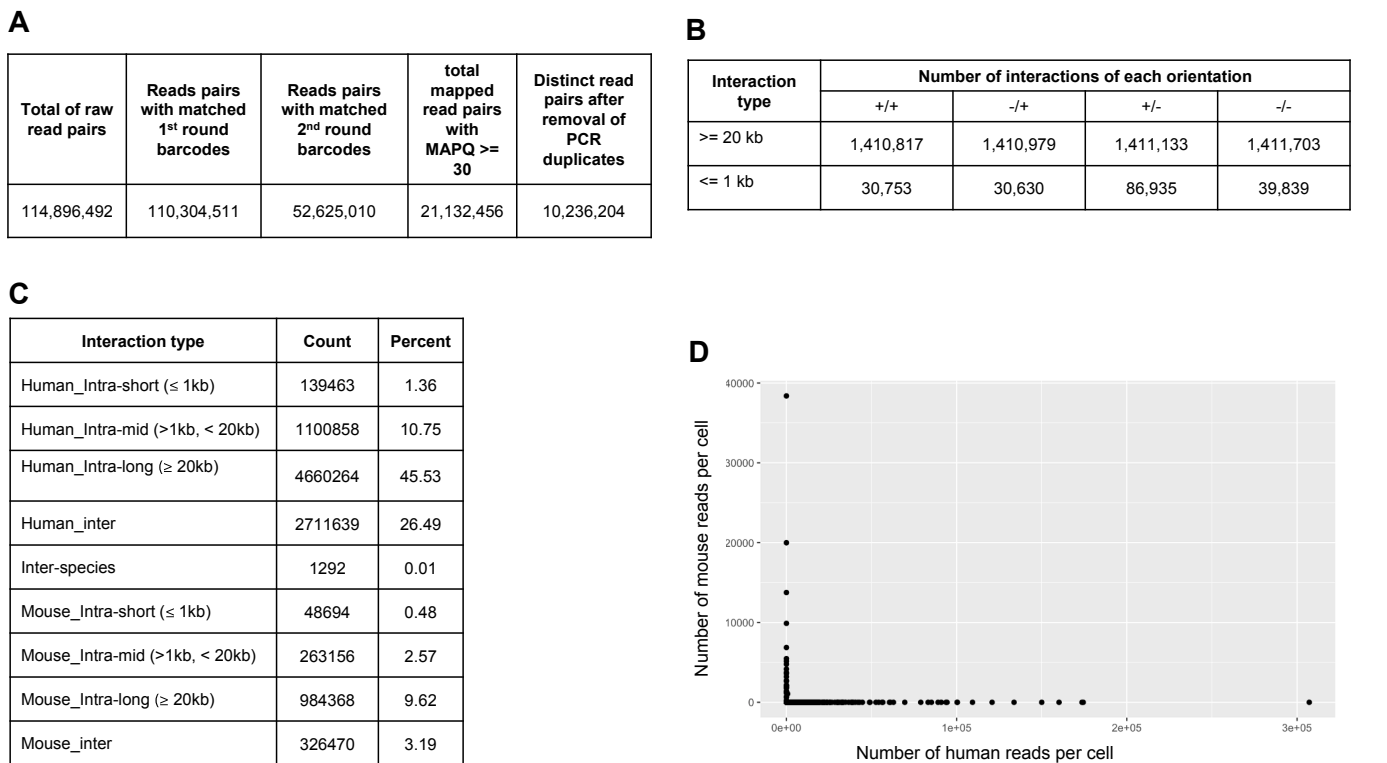 A
Total of raw read pairs
Reads pairs with matched 1st round barcodes
Reads pairs with matched 2nd round barcodes
total mapped read pairs with MAPQ >= 30
Distinct read pairs after removal of PCR duplicates
114,896,492 110,304,511 52,625,010 21,132,456 10,236,204
B
Interaction type
Number of interactions of each orientation
+/+ -/+ +/- -/-
>= 20 kb 1,410,817 1,410,979 1,411,133 1,411,703
<= 1 kb 30,753 30,630 86,935 39,839
C
Interaction type Count Percent
Human_Intra-short (≤ 1kb) 139463 1.36
Human_Intra-mid (>1kb, < 20kb) 1100858 10.75
Human_Intra-long (≥ 20kb) 4660264 45.53
Human_inter 2711639 26.49
Inter-species 1292 0.01
Mouse_Intra-short (≤ 1kb) 48694 0.48
Mouse_Intra-mid (>1kb, < 20kb) 263156 2.57
Mouse_Intra-long (≥ 20kb) 984368 9.62
Mouse_inter 326470 3.19
D
Number of mouse reads per cell
40000
30000
20000
10000
0
0e+00 1e+05 2e+05 3e+05
Number of human reads per cell